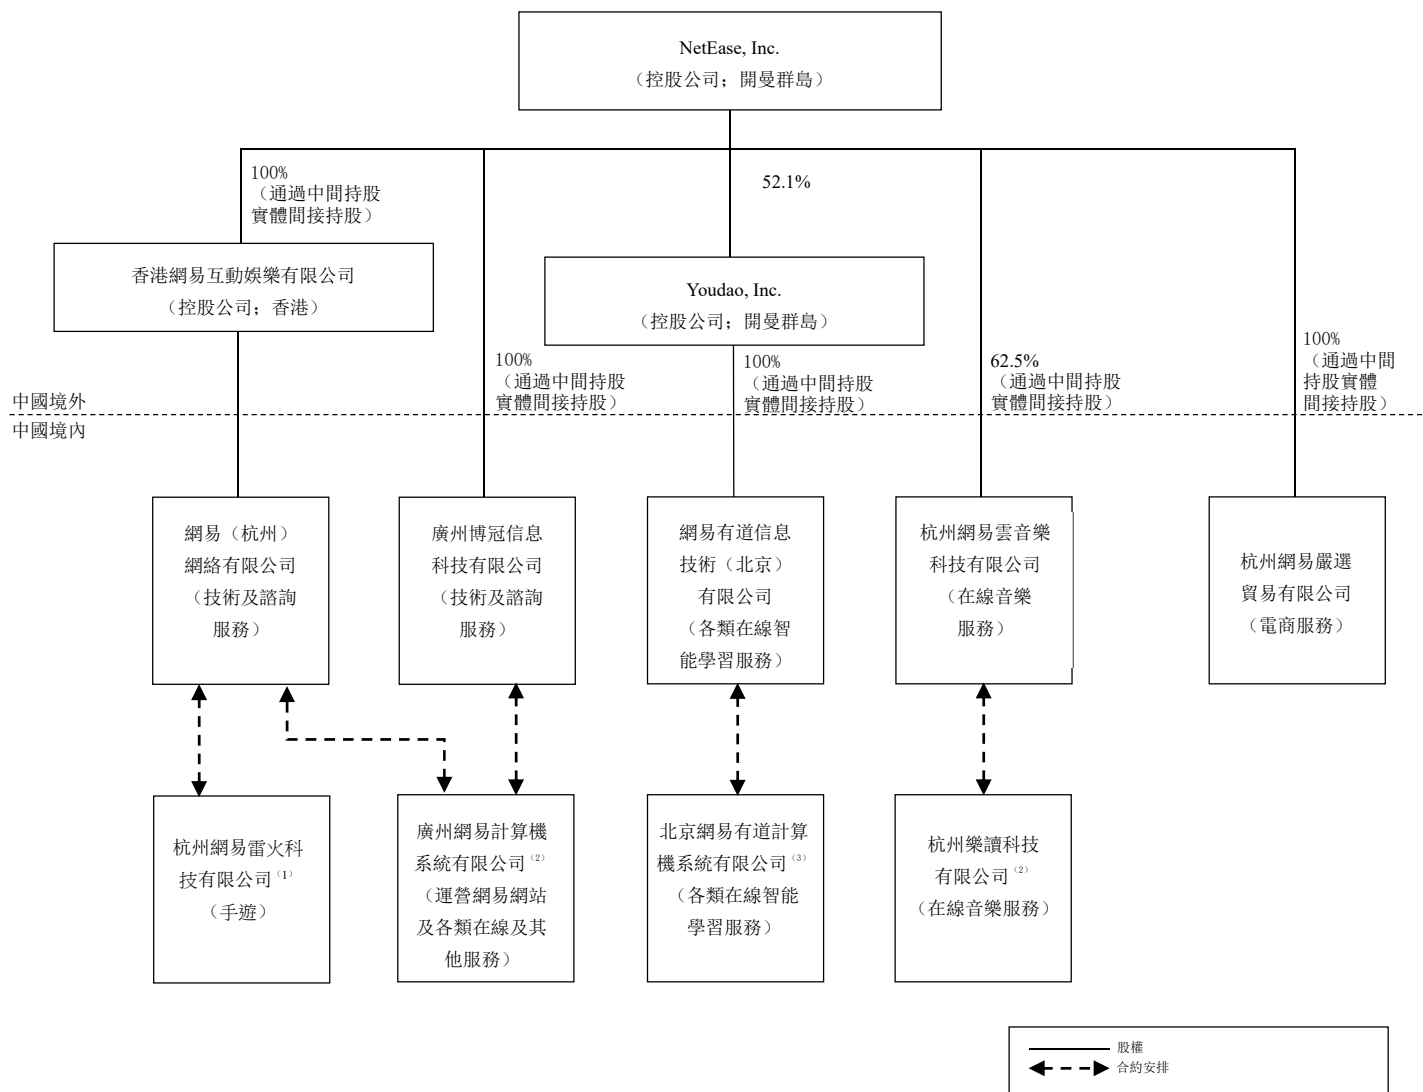 NetEase, Inc.
（控股公司；開曼群島）
100%
（通過中間持股
實體間接持股）
52.1%
香港網易互動娛樂有限公司
（控股公司；香港）
Youdao, Inc.
（控股公司；開曼群島）
100%
（通過中間持股
實體間接持股）
100%
（通過中間持股
實體間接持股）
62.5%
（通過中間持股
實體間接持股）
100%
（通過中間
持股實體
間接持股）
中國境外
中國境內
網易（杭州）
網絡有限公司
（技術及諮詢
服務）
廣州博冠信息
科技有限公司
（技術及諮詢
服務）
網易有道信息
技術（北京）
有限公司
（各類在線智
能學習服務）
杭州網易雲音樂
科技有限公司
（在線音樂
服務）
杭州網易嚴選
貿易有限公司
（電商服務）
杭州網易雷火科
技有限公司(1)
（手遊）
廣州網易計算機
系統有限公司(2)
（運營網易網站
及各類在線及其
他服務）
北京網易有道計算
機系統有限公司(3)
（各類在線智能
學習服務）
杭州樂讀科技
有限公司(2)
（在線音樂服務）
股權
合約安排